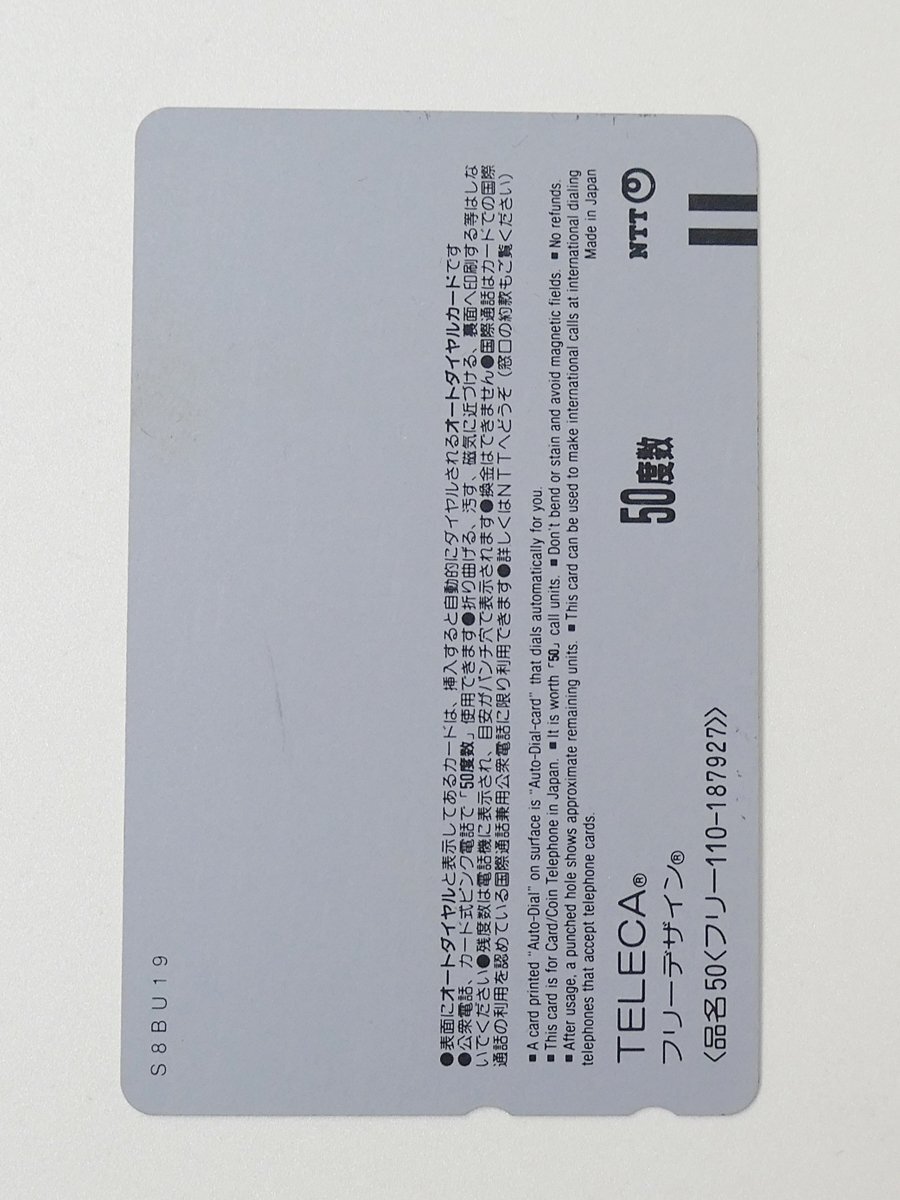 S8BU19
●表面にオートダイヤルと表示してあるカードは、挿入すると自動的にダイヤルされるオートダイヤルカードです
●公衆電話、カード式ピンク電話で「50度数」使用できます●折り曲げる、汚す、磁気に近づける、裏面へ印刷する等はしな
いでください●残度数は電話機に表示され、目安がパンチ穴で表示されます●換金はできません●国際通話はカードでの国際
通話の利用を認めている国際通話兼用公衆電話に限り利用できます●詳しくはNTTへどうぞ（窓口の約款もご覧ください）
■ A card printed "Auto-Dial" on surface is "Auto-Dial-card" that dials automatically for you.
■ This card is for Card/Coin Telephone in Japan. ■ It is worth「50」call units. ■ Don't bend or stain and avoid magnetic fields. ■ No refunds.
■ After usage, a punched hole shows approximate remaining units. ■ This card can be used to make international calls at international dialing
telephones that accept telephone cards. Made in Japan
TELECA® 50度数 NTT
フリーデザイン®
〈品名50〈フリー110-187927〉〉